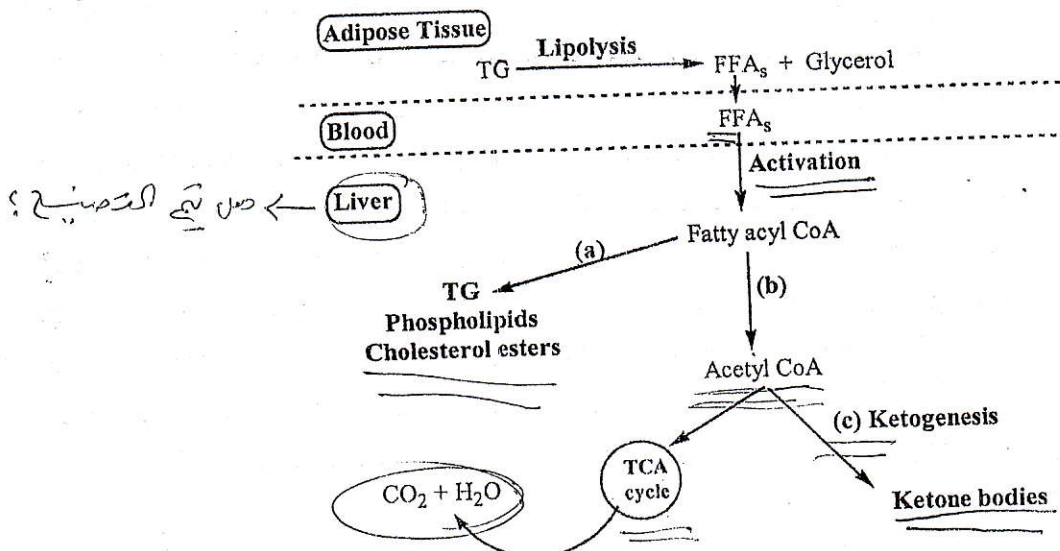 Adipose Tissue
Lipolysis
TG FFAs + Glycerol
Blood
FFAs
Activation
Liver
Fatty acyl CoA
(a)
(b)
TG
Phospholipids
Cholesterol esters
Acetyl CoA
(c) Ketogenesis
TCA
cycle
CO₂ + H₂O
Ketone bodies